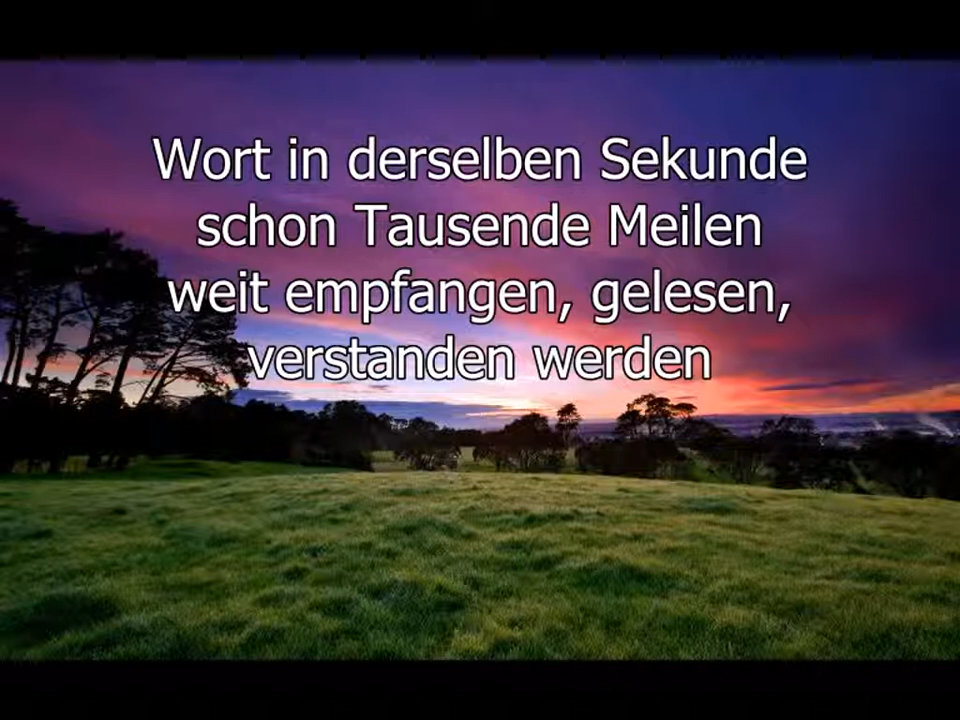 Wort in derselben Sekunde
schon Tausende Meilen
weit empfangen, gelesen,
verstanden werden